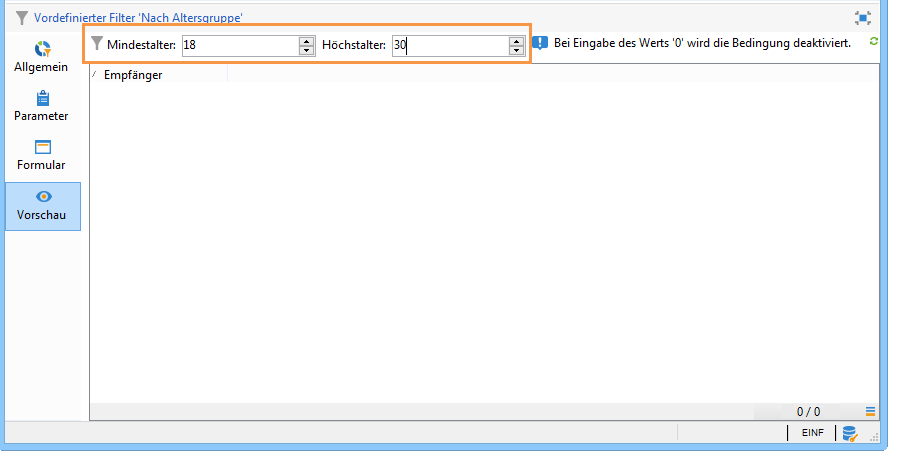 Vordefinierter Filter 'Nach Altersgruppe'
Mindestalter: 18 Höchstalter: 30 Bei Eingabe des Werts '0' wird die Bedingung deaktiviert.
Allgemein
Empfänger
Parameter
Formular
Vorschau
0 / 0
EINF